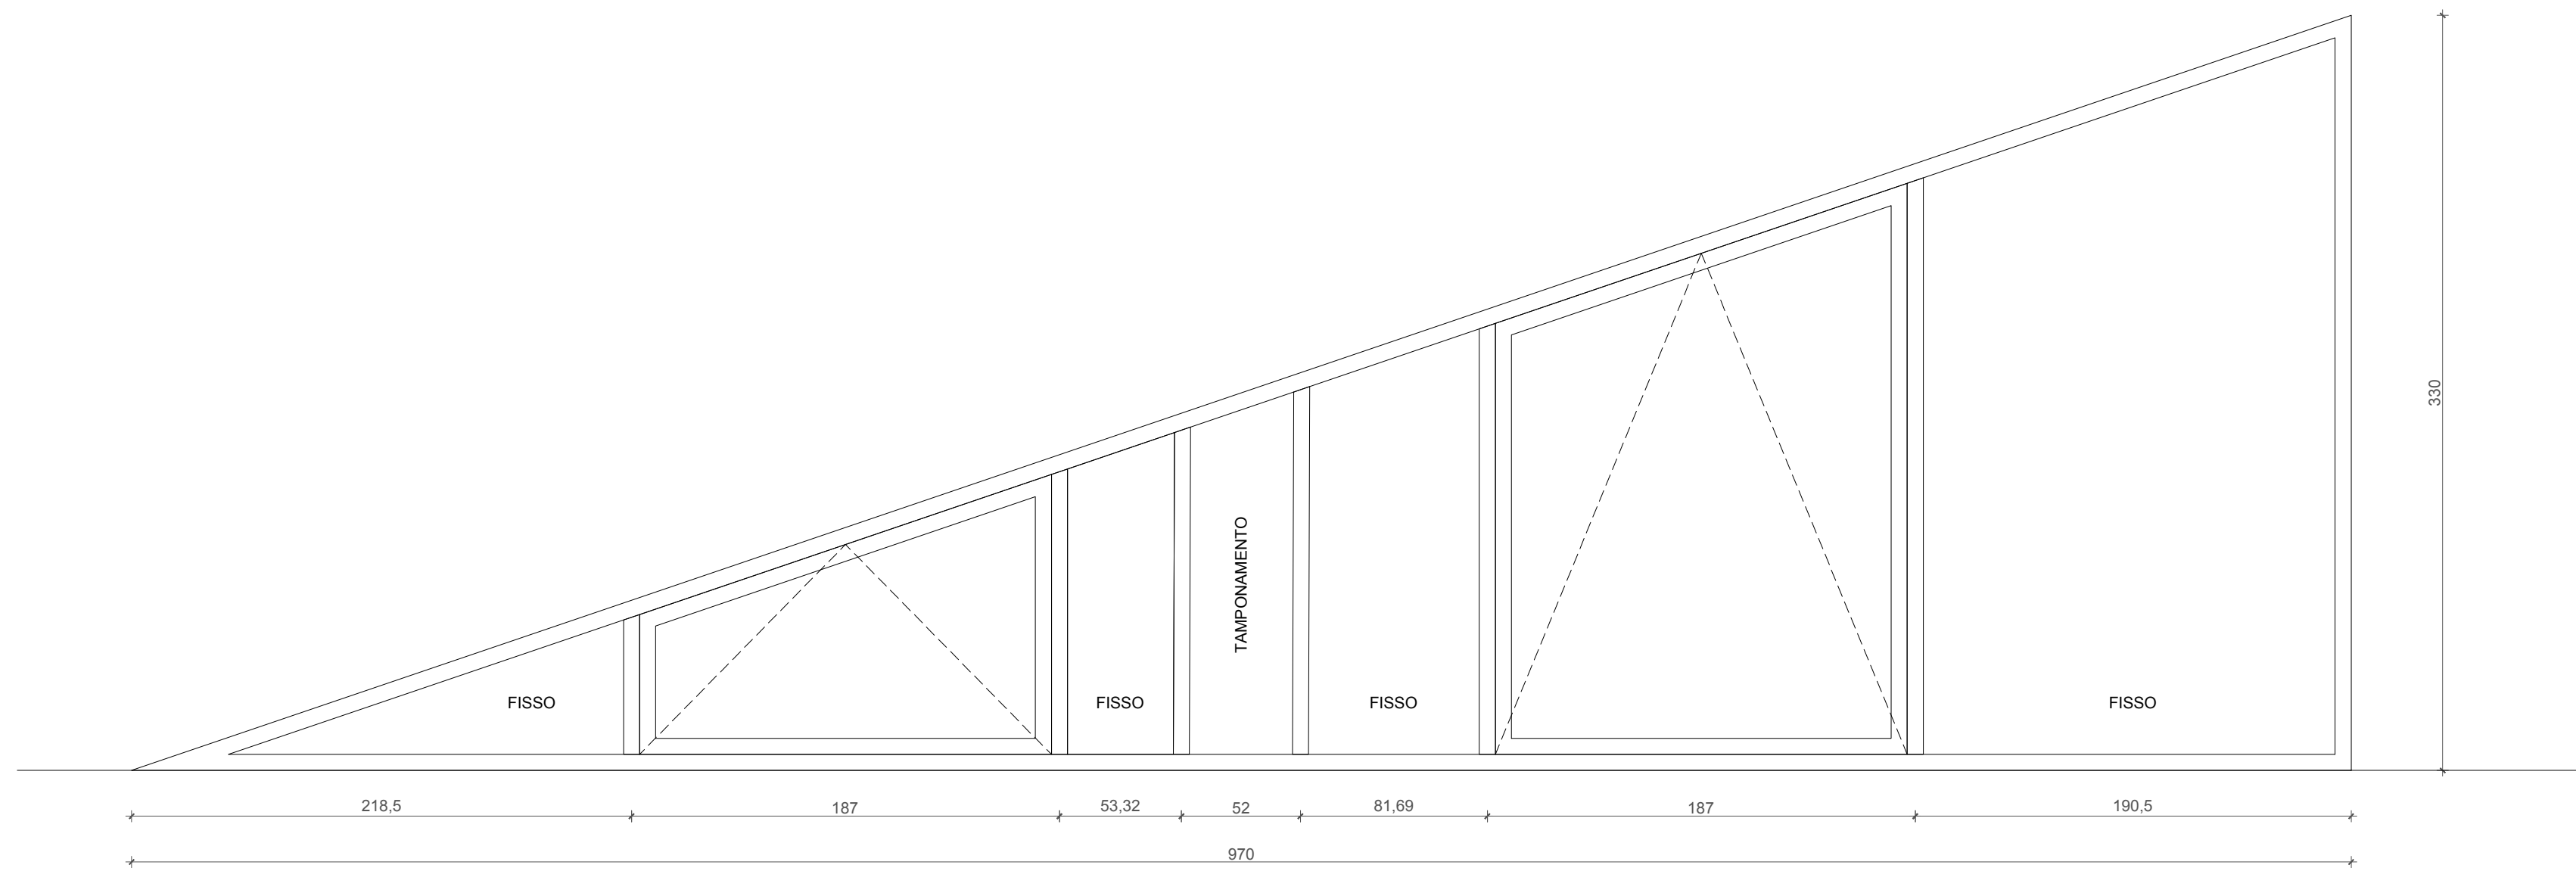 330
TAMPONAMENTO
FISSO
FISSO
FISSO
FISSO
218,5
187
53,32
52
81,69
187
190,5
970